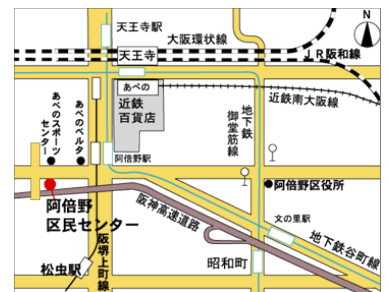 N
天王寺駅
大阪環状線
天王寺
JR阪和線
あべの
近鉄
百貨店
近鉄南大阪線
地下鉄
御堂筋線
あべのスポーツ
センター
あべのベルタ
阿倍野駅
阿倍野区役所
阿倍野
区民センター
阪神高速道路
文の里駅
地下鉄谷町線
昭和町
松虫駅
阪堺上町線